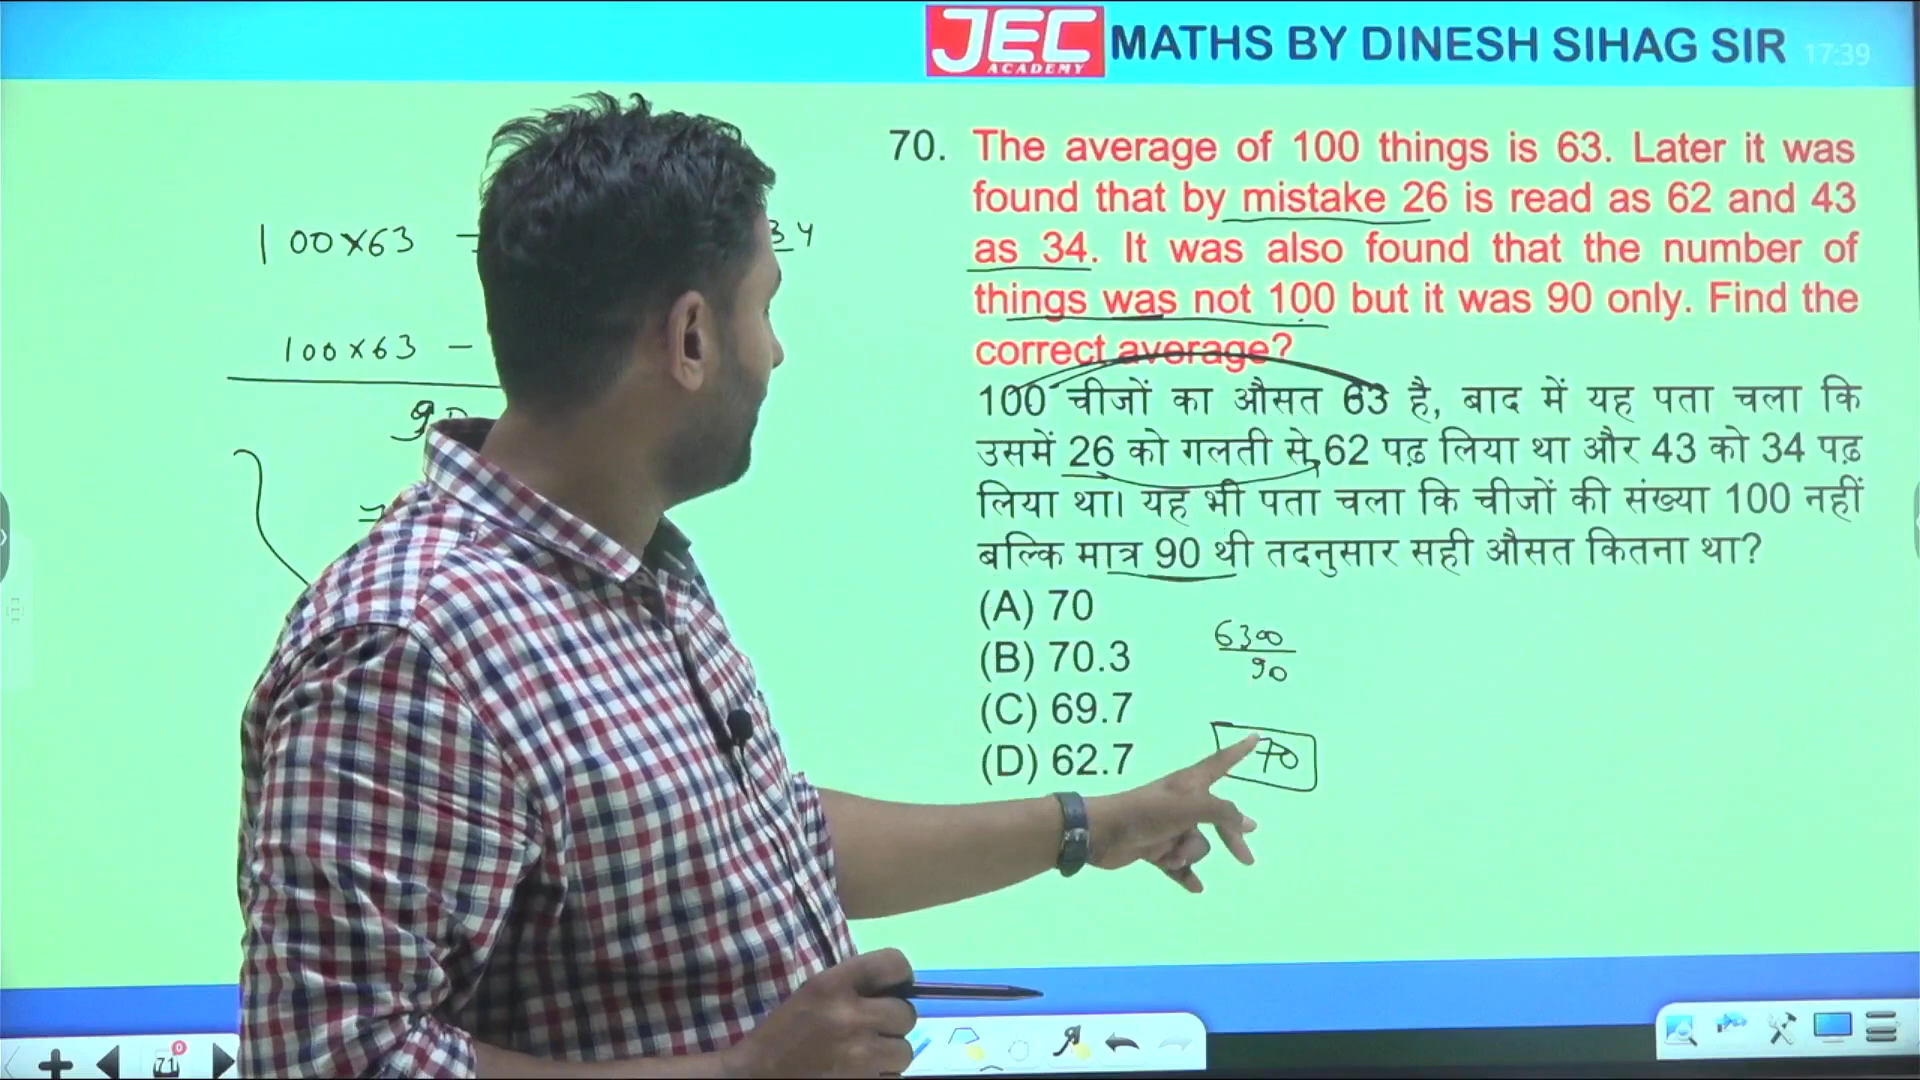 JEC
ACADEMY
MATHS BY DINESH SIHAG SIR
17:39
70. The average of 100 things is 63. Later it was
found that by mistake 26 is read as 62 and 43
as 34. It was also found that the number of
things was not 100 but it was 90 only. Find the
correct average?
100 चीजों का औसत 63 है, बाद में यह पता चला कि
उसमें 26 को गलती से 62 पढ़ लिया था और 43 को 34 पढ़
लिया था। यह भी पता चला कि चीजों की संख्या 100 नहीं
बल्कि मात्र 90 थी तदनुसार सही औसत कितना था?
(A) 70
(B) 70.3
(C) 69.7
(D) 62.7
6300
90
70
100×63 −
34
100×63 −
90
71
0